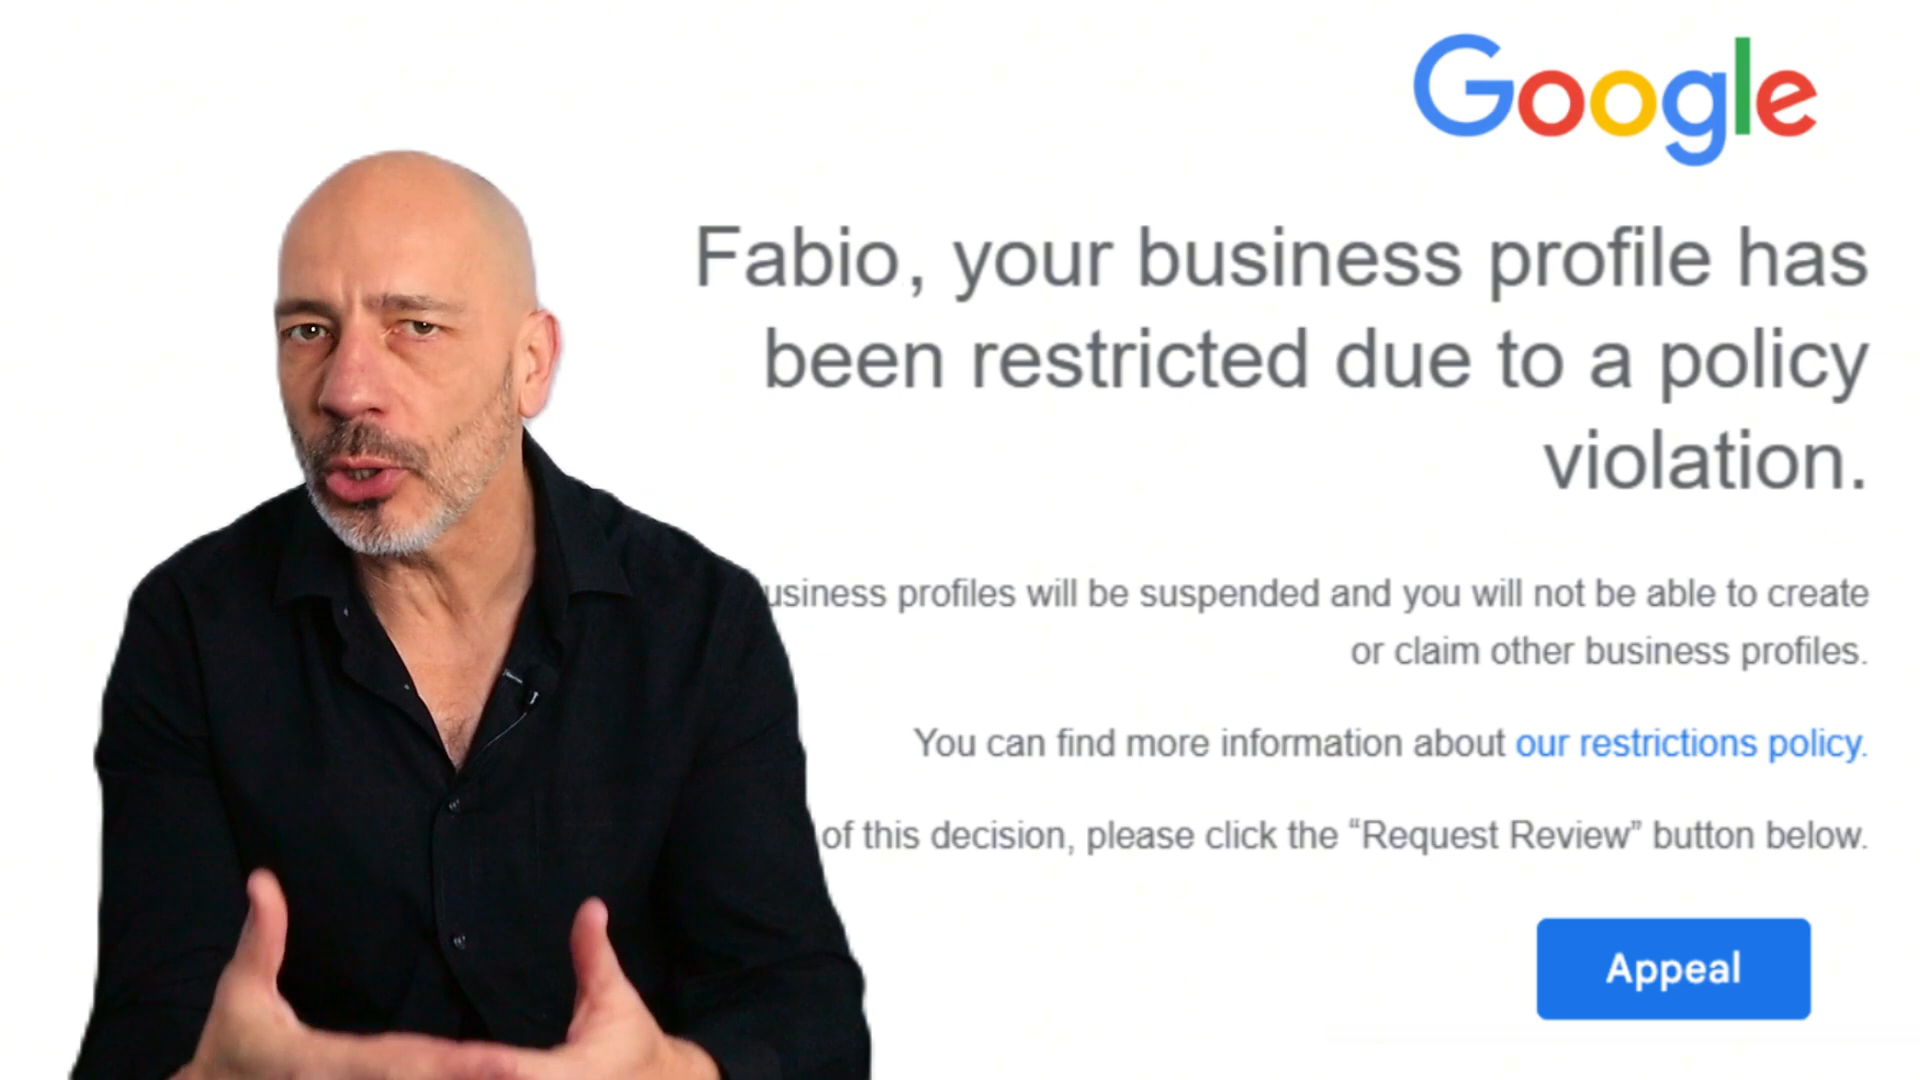 Google
Fabio, your business profile has
been restricted due to a policy
violation.
usiness profiles will be suspended and you will not be able to create
or claim other business profiles.
You can find more information about our restrictions policy.
of this decision, please click the “Request Review” button below.
Appeal